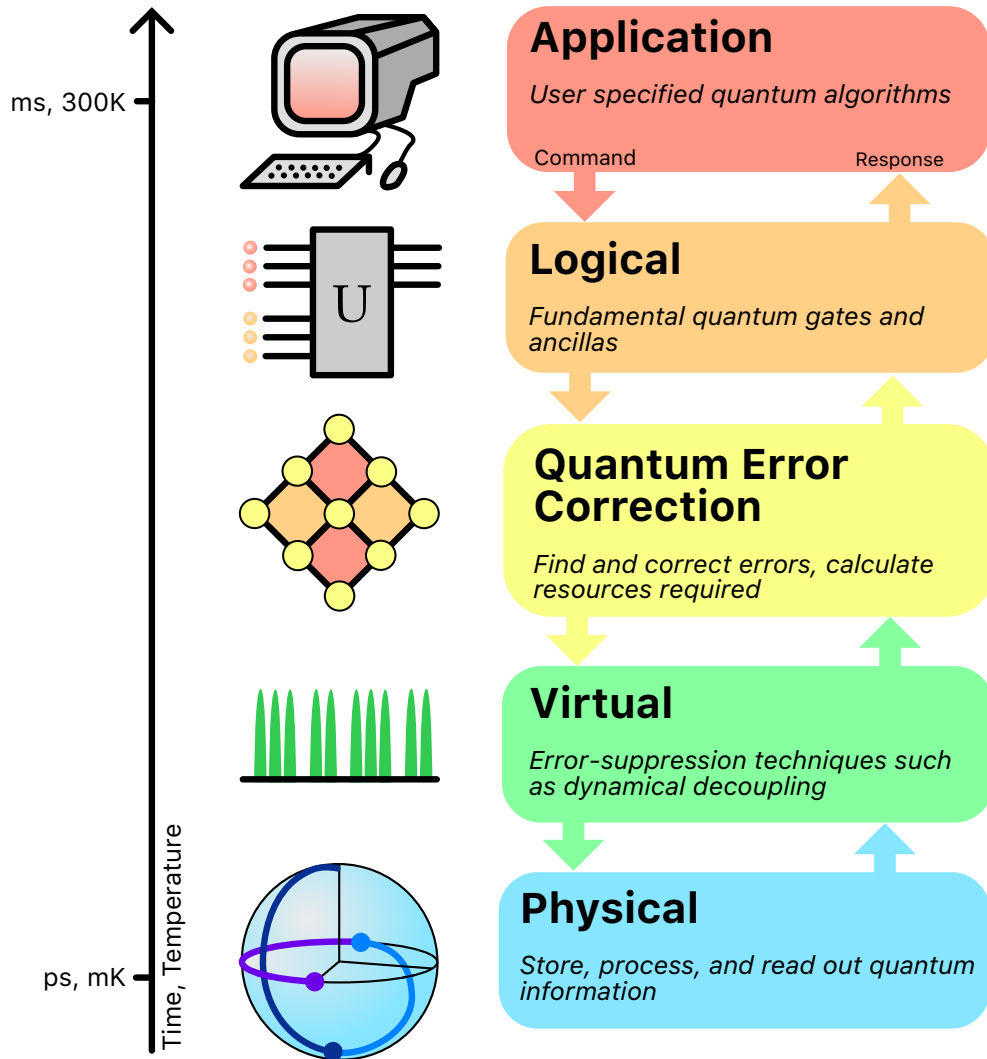 ms, 300K
Application
User specified quantum algorithms
Command
Response
Logical
Fundamental quantum gates and
ancillas
U
Quantum Error
Correction
Find and correct errors, calculate
resources required
Virtual
Error-suppression techniques such
as dynamical decoupling
Physical
Store, process, and read out quantum
information
ps, mK
Time, Temperature